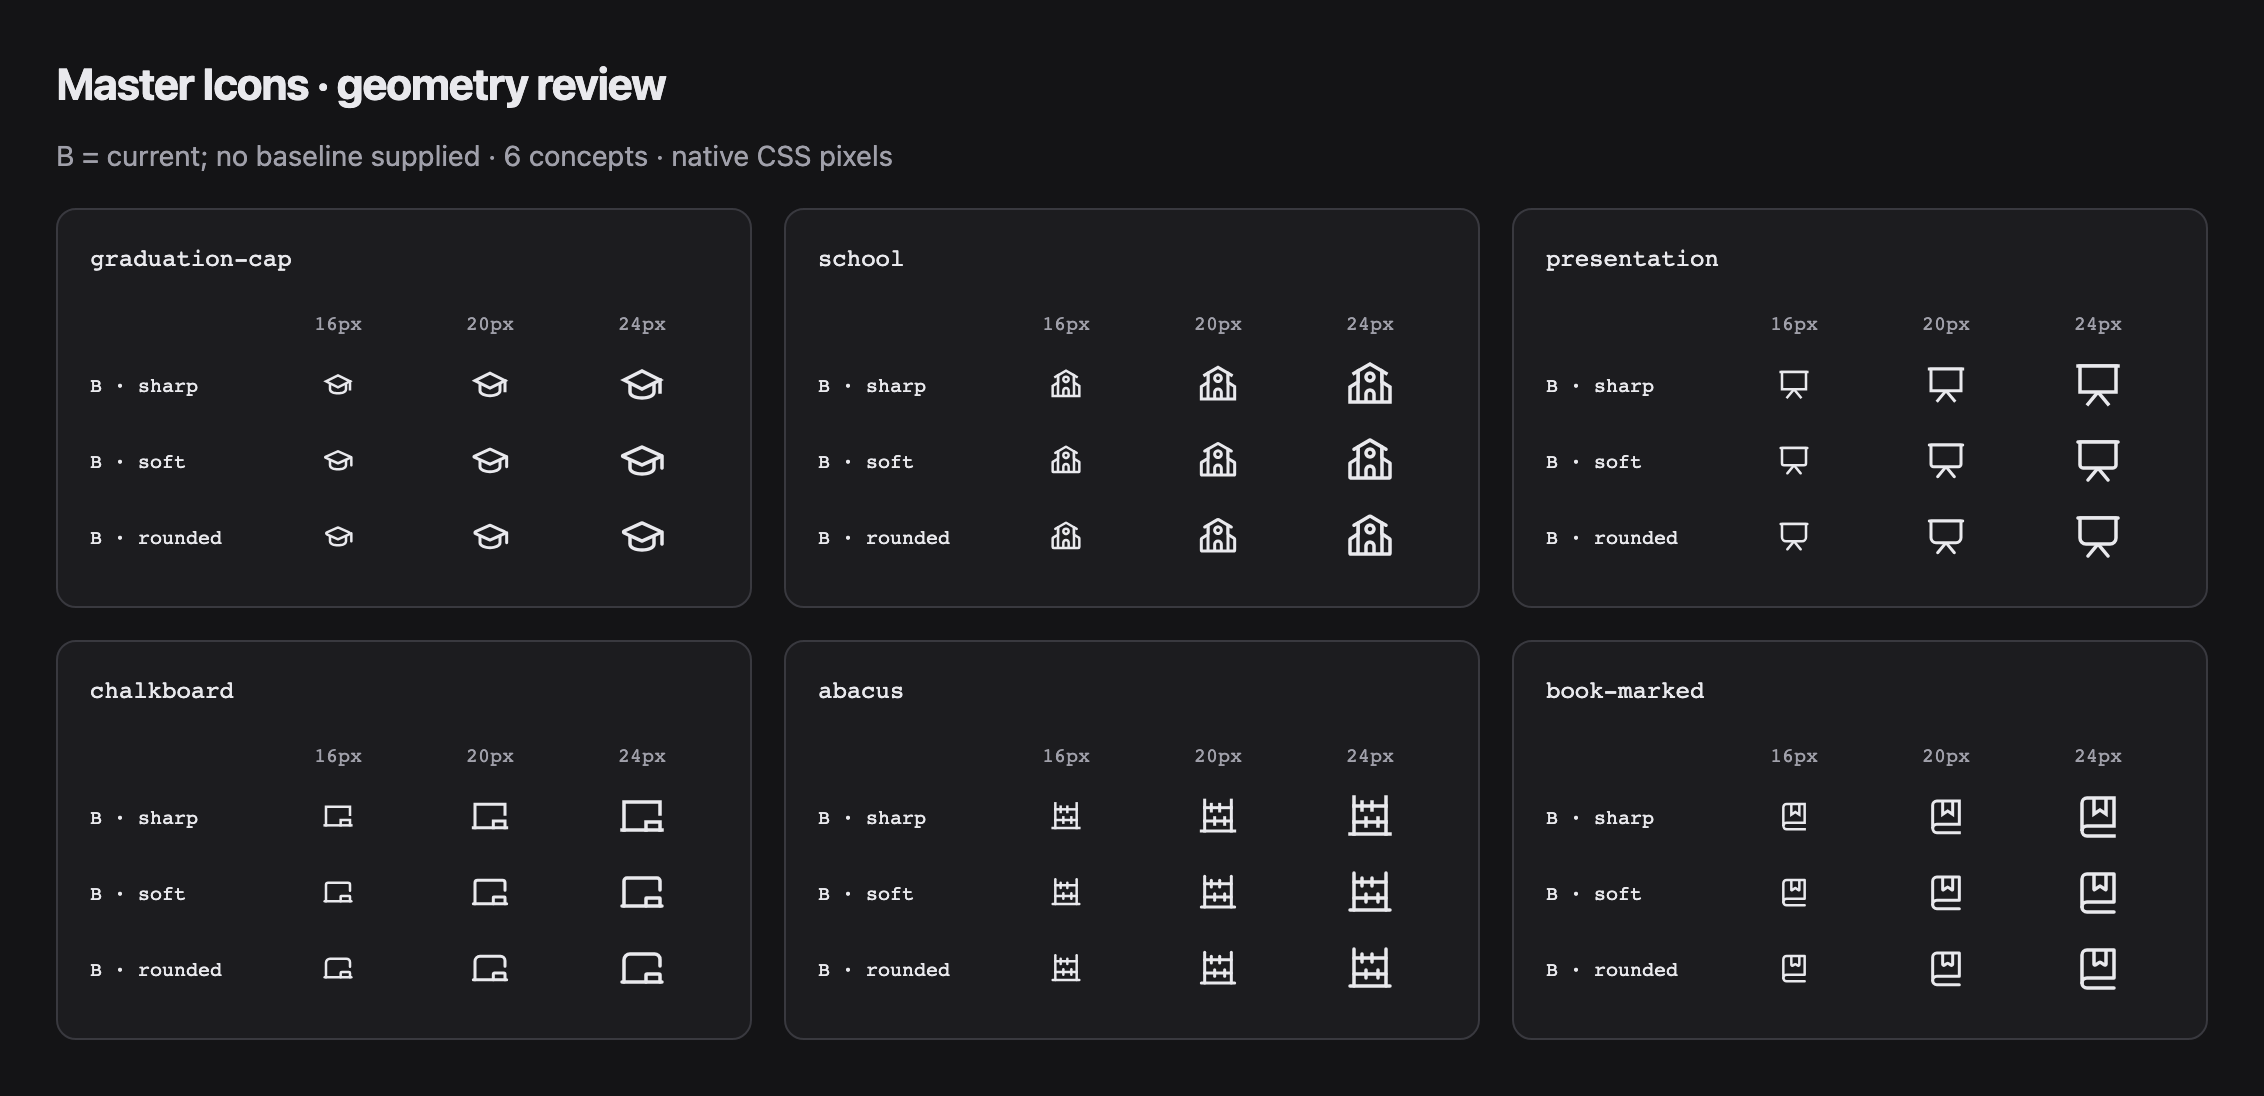 Master Icons · geometry review
B = current; no baseline supplied · 6 concepts · native CSS pixels
graduation-cap
16px 20px 24px
B · sharp
B · soft
B · rounded
school
16px 20px 24px
B · sharp
B · soft
B · rounded
presentation
16px 20px 24px
B · sharp
B · soft
B · rounded
chalkboard
16px 20px 24px
B · sharp
B · soft
B · rounded
abacus
16px 20px 24px
B · sharp
B · soft
B · rounded
book-marked
16px 20px 24px
B · sharp
B · soft
B · rounded